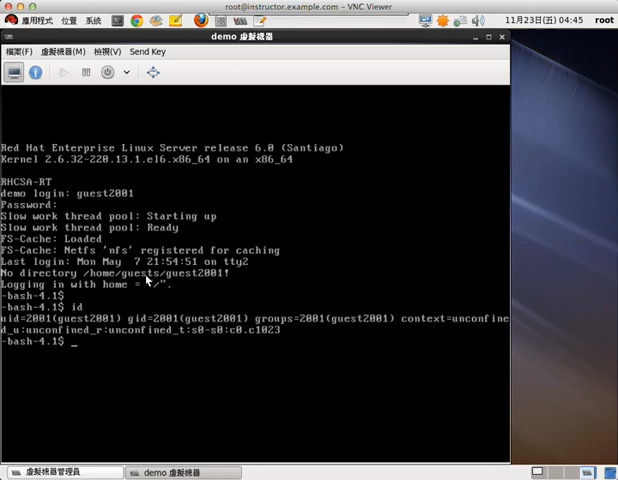 root@instructor.example.com – VNC Viewer
應用程式 位置 系統 11月23日(五) 04:45 root
demo 虛擬機器
檔案(F) 虛擬機器(M) 檢視(V) Send Key
Red Hat Enterprise Linux Server release 6.0 (Santiago)
Kernel 2.6.32-220.13.1.el6.x86_64 on an x86_64
RHCSA-RT
demo login: guest2001
Password:
Slow work thread pool: Starting up
Slow work thread pool: Ready
FS-Cache: Loaded
FS-Cache: Netfs 'nfs' registered for caching
Last login: Mon May  7 21:54:51 on tty2
No directory /home/guests/guest2001!
Logging in with home = "/".
-bash-4.1$
-bash-4.1$ id
uid=2001(guest2001) gid=2001(guest2001) groups=2001(guest2001) context=unconfine
d_u:unconfined_r:unconfined_t:s0-s0:c0.c1023
-bash-4.1$ _
虛擬機器管理員 demo 虛擬機器